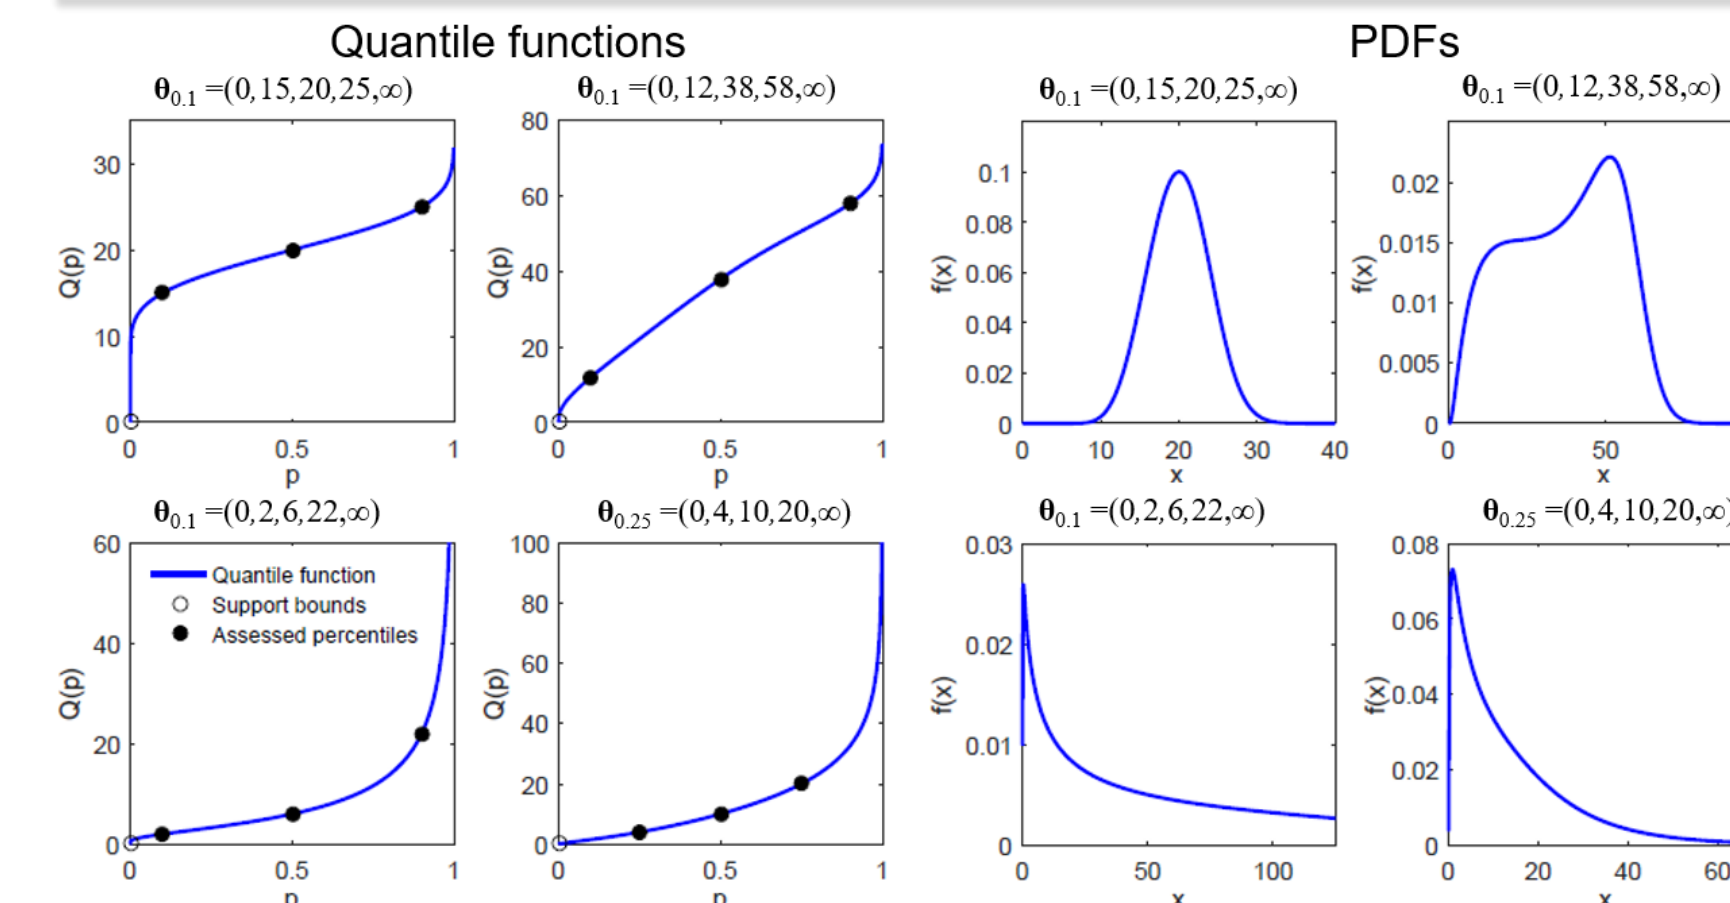 Quantile functions
PDFs
θ0.1 =(0,15,20,25,∞)
θ0.1 =(0,12,38,58,∞)
θ0.1 =(0,15,20,25,∞)
θ0.1 =(0,12,38,58,∞)
30
20
10
0
Q(p)
0 0.5 1
p
80
60
40
20
0
Q(p)
0 0.5 1
p
0.1
0.08
0.06
0.04
0.02
0
f(x)
0 10 20 30 40
x
0.02
0.015
0.01
0.005
0
f(x)
0 50
x
θ0.1 =(0,2,6,22,∞)
θ0.25 =(0,4,10,20,∞)
θ0.1 =(0,2,6,22,∞)
θ0.25 =(0,4,10,20,∞)
60
40
20
0
Q(p)
Quantile function
Support bounds
Assessed percentiles
0 0.5 1
p
100
80
60
40
20
0
Q(p)
0 0.5 1
p
0.03
0.02
0.01
0
f(x)
0 50 100
x
0.08
0.06
0.04
0.02
0
f(x)
0 20 40 60
x